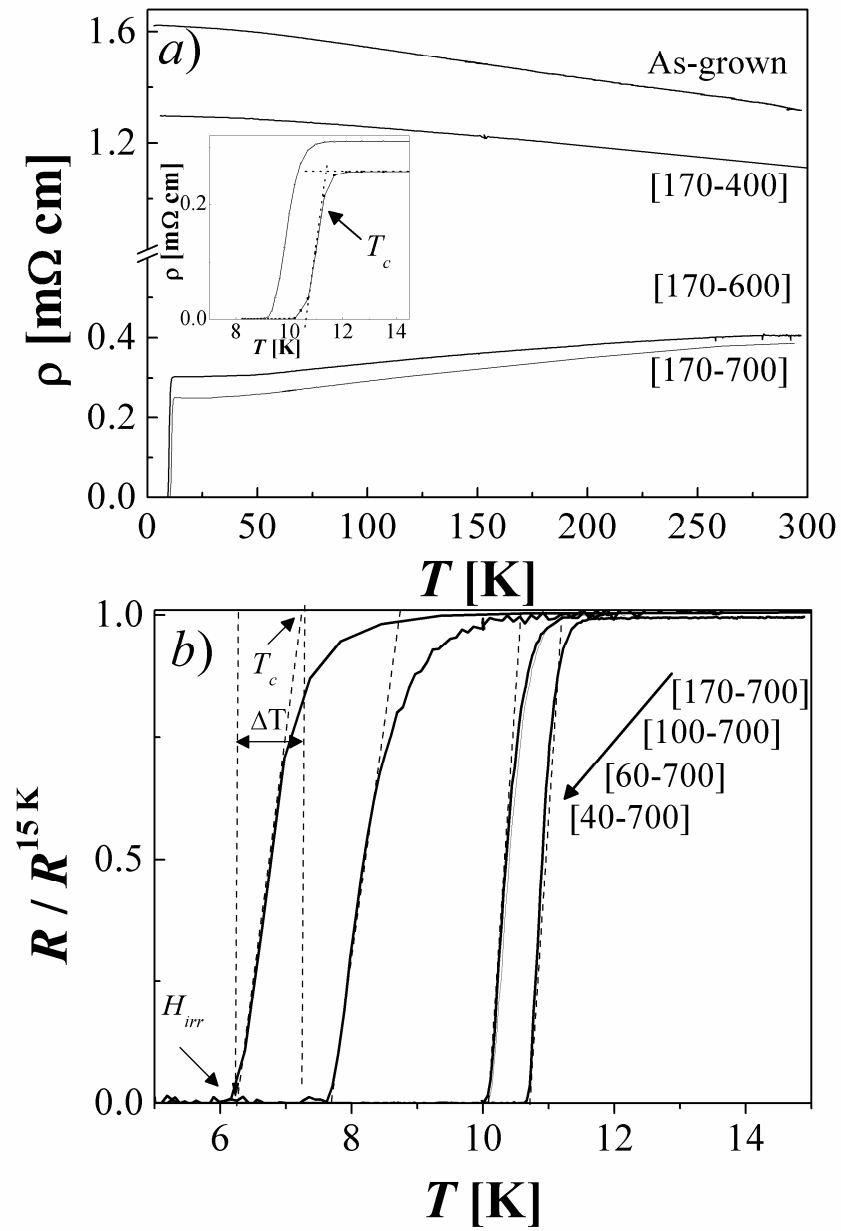 a)
1.6
1.2
0.4
0.2
0.0
ρ [mΩ cm]
As-grown
[170-400]
[170-600]
[170-700]
0.2
0.0
ρ [mΩ cm]
T_c
8 10 12 14
T [K]
0 50 100 150 200 250 300
T [K]
b)
1.0
0.5
0.0
R / R^15 K
T_c
ΔT
H_irr
[170-700]
[100-700]
[60-700]
[40-700]
6 8 10 12 14
T [K]